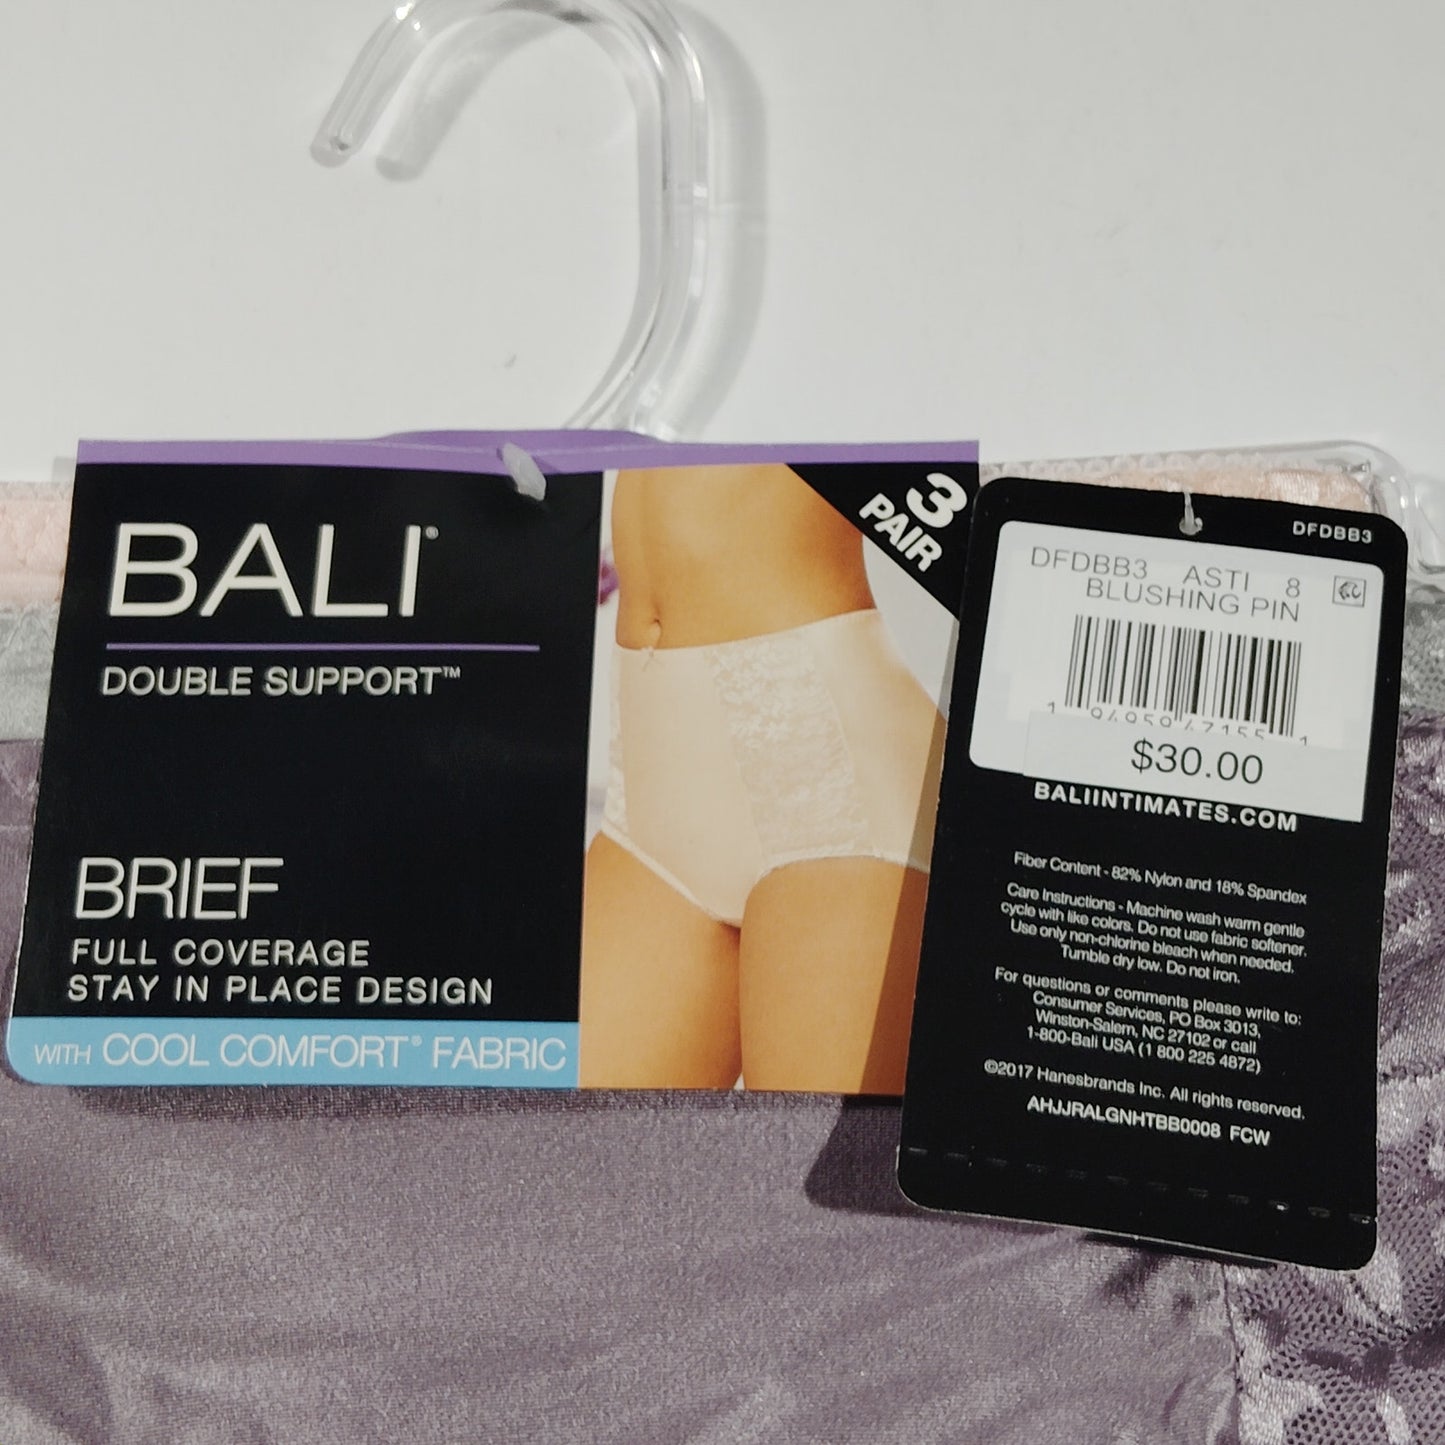 BALI®
DOUBLE SUPPORT™
BRIEF
FULL COVERAGE
STAY IN PLACE DESIGN
WITH COOL COMFORT® FABRIC
3
PAIR
DFDBB3
DFDBB3 ASTI 8
BLUSHING PIN
1 94959 47155 1
$30.00
BALIINTIMATES.COM
Fiber Content - 82% Nylon and 18% Spandex
Care Instructions - Machine wash warm gentle
cycle with like colors. Do not use fabric softener.
Use only non-chlorine bleach when needed.
Tumble dry low. Do not iron.
For questions or comments please write to:
Consumer Services, PO Box 3013,
Winston-Salem, NC 27102 or call
1-800-Bali USA (1 800 225 4872)
©2017 Hanesbrands Inc. All rights reserved.
AHJJRALGNHTBB0008 FCW